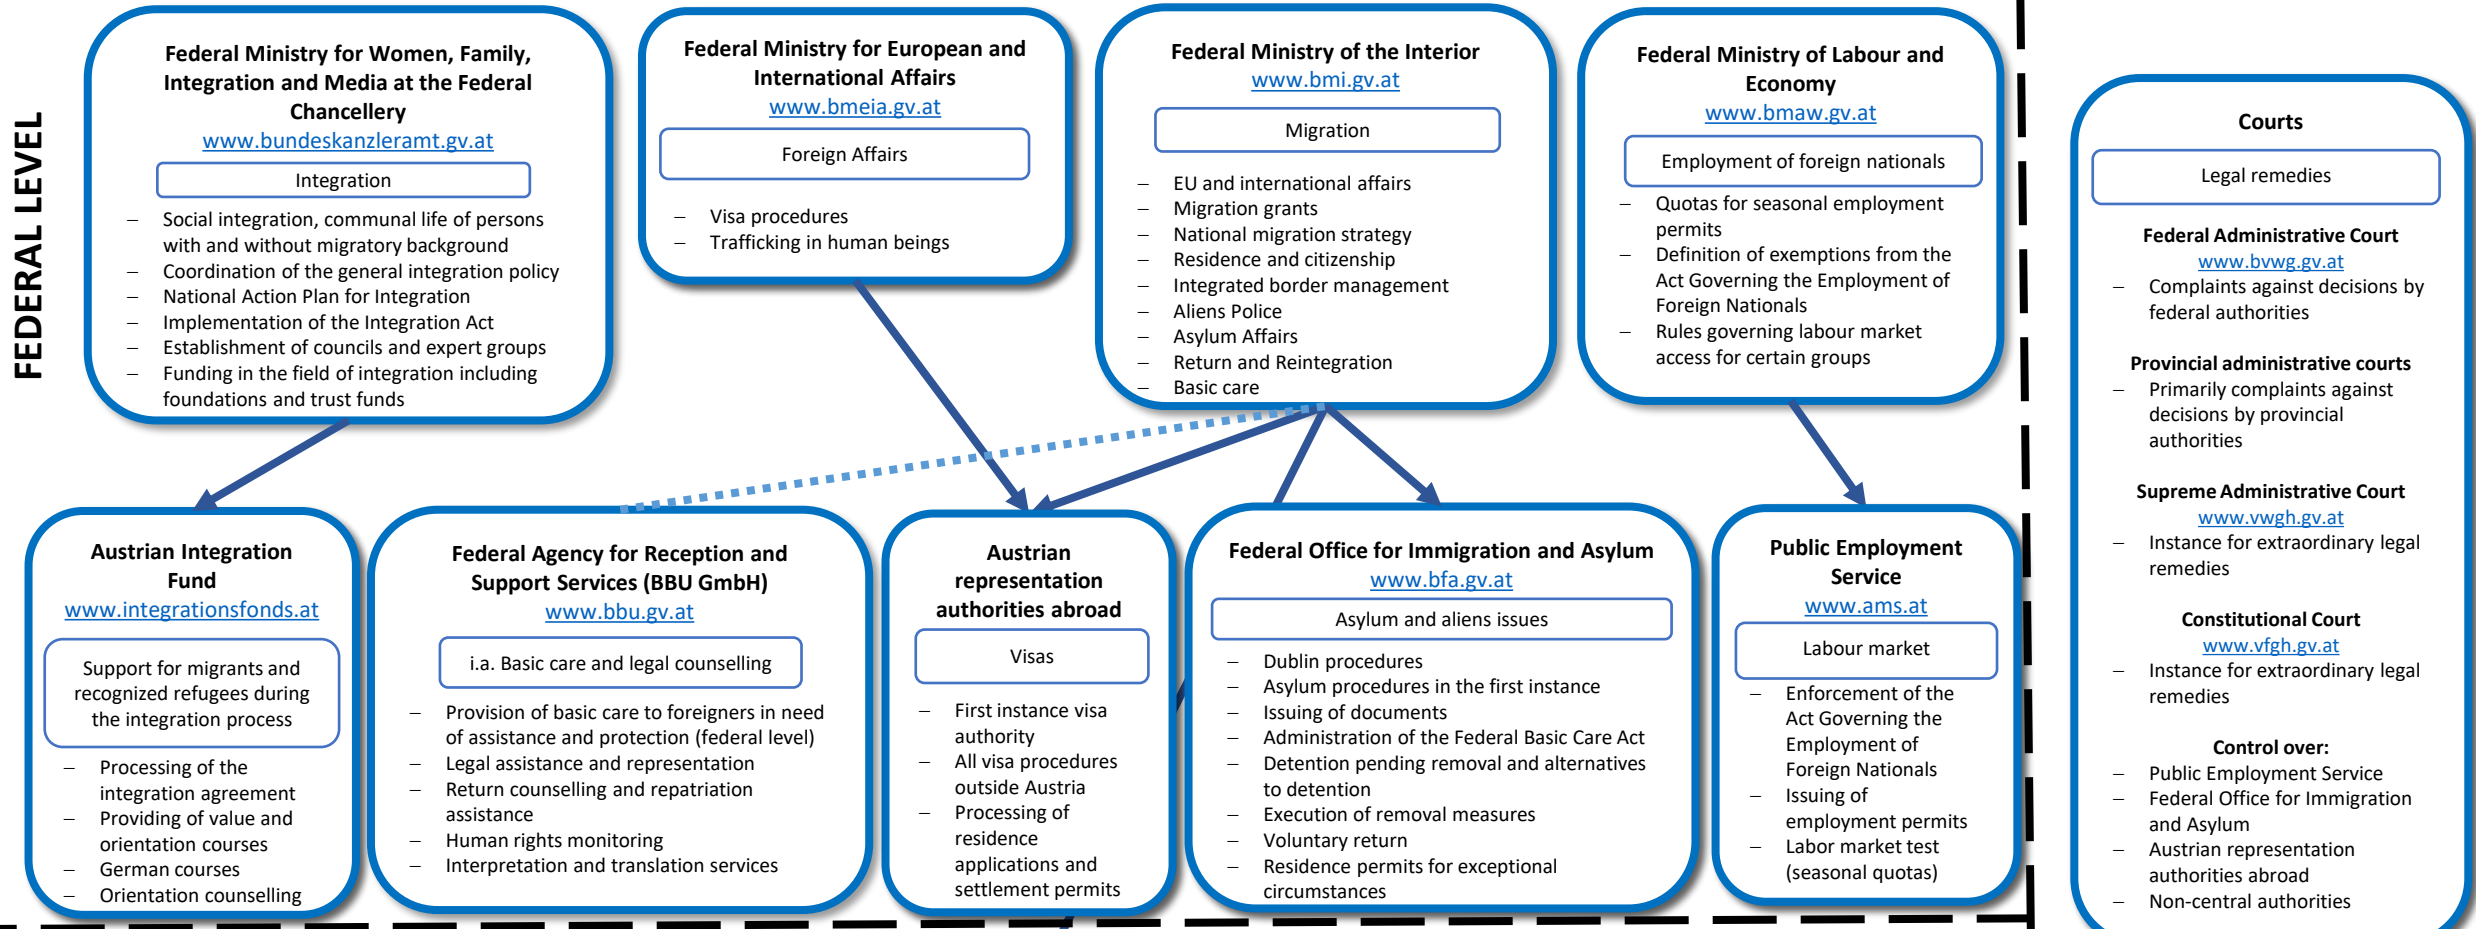 FEDERAL LEVEL
Federal Ministry for Women, Family,
Integration and Media at the Federal
Chancellery
www.bundeskanzleramt.gv.at
Integration
– Social integration, communal life of persons
with and without migratory background
– Coordination of the general integration policy
– National Action Plan for Integration
– Implementation of the Integration Act
– Establishment of councils and expert groups
– Funding in the field of integration including
foundations and trust funds
Federal Ministry for European and
International Affairs
www.bmeia.gv.at
Foreign Affairs
– Visa procedures
– Trafficking in human beings
Federal Ministry of the Interior
www.bmi.gv.at
Migration
– EU and international affairs
– Migration grants
– National migration strategy
– Residence and citizenship
– Integrated border management
– Aliens Police
– Asylum Affairs
– Return and Reintegration
– Basic care
Federal Ministry of Labour and
Economy
www.bmaw.gv.at
Employment of foreign nationals
– Quotas for seasonal employment
permits
– Definition of exemptions from the
Act Governing the Employment of
Foreign Nationals
– Rules governing labour market
access for certain groups
Austrian Integration
Fund
www.integrationsfonds.at
Support for migrants and
recognized refugees during
the integration process
– Processing of the
integration agreement
– Providing of value and
orientation courses
– German courses
– Orientation counselling
Federal Agency for Reception and
Support Services (BBU GmbH)
www.bbu.gv.at
i.a. Basic care and legal counselling
– Provision of basic care to foreigners in need
of assistance and protection (federal level)
– Legal assistance and representation
– Return counselling and repatriation
assistance
– Human rights monitoring
– Interpretation and translation services
Austrian
representation
authorities abroad
Visas
– First instance visa
authority
– All visa procedures
outside Austria
– Processing of
residence
applications and
settlement permits
Federal Office for Immigration and Asylum
www.bfa.gv.at
Asylum and aliens issues
– Dublin procedures
– Asylum procedures in the first instance
– Issuing of documents
– Administration of the Federal Basic Care Act
– Detention pending removal and alternatives
to detention
– Execution of removal measures
– Voluntary return
– Residence permits for exceptional
circumstances
Public Employment
Service
www.ams.at
Labour market
– Enforcement of the
Act Governing the
Employment of
Foreign Nationals
– Issuing of
employment permits
– Labor market test
(seasonal quotas)
Courts
Legal remedies
Federal Administrative Court
www.bvwg.gv.at
– Complaints against decisions by
federal authorities
Provincial administrative courts
– Primarily complaints against
decisions by provincial
authorities
Supreme Administrative Court
www.vwgh.gv.at
– Instance for extraordinary legal
remedies
Constitutional Court
www.vfgh.gv.at
– Instance for extraordinary legal
remedies
Control over:
– Public Employment Service
– Federal Office for Immigration
and Asylum
– Austrian representation
authorities abroad
– Non-central authorities